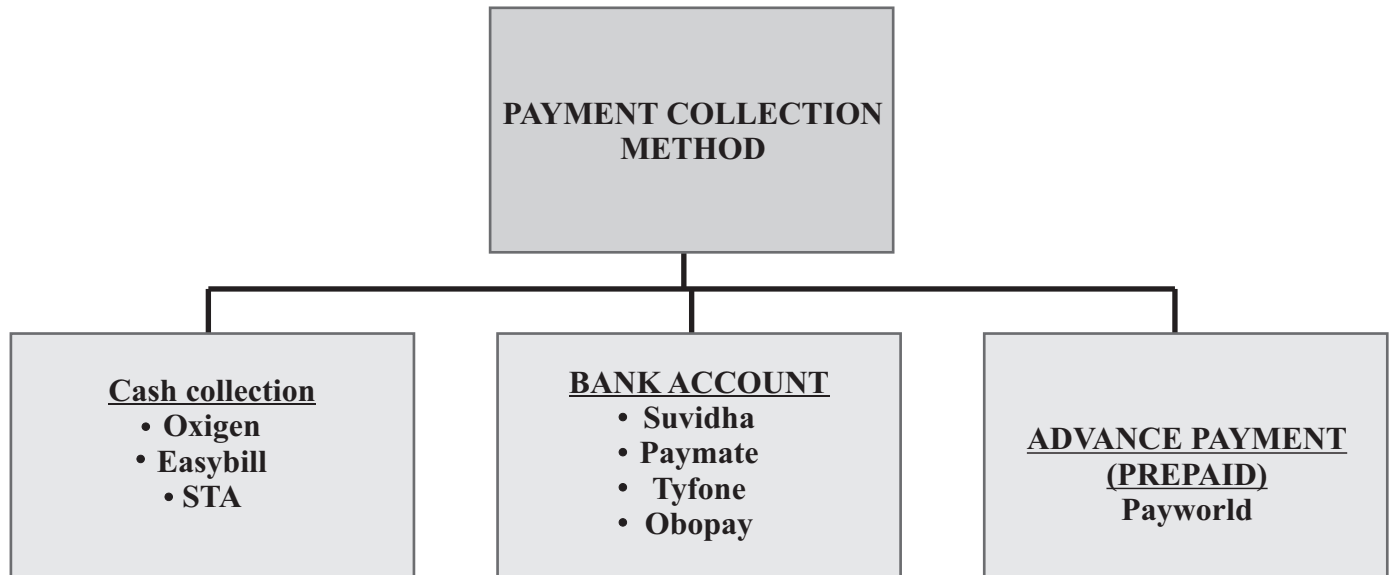 PAYMENT COLLECTION
METHOD
Cash collection
• Oxigen
• Easybill
• STA
BANK ACCOUNT
• Suvidha
• Paymate
• Tyfone
• Obopay
ADVANCE PAYMENT
(PREPAID)
Payworld